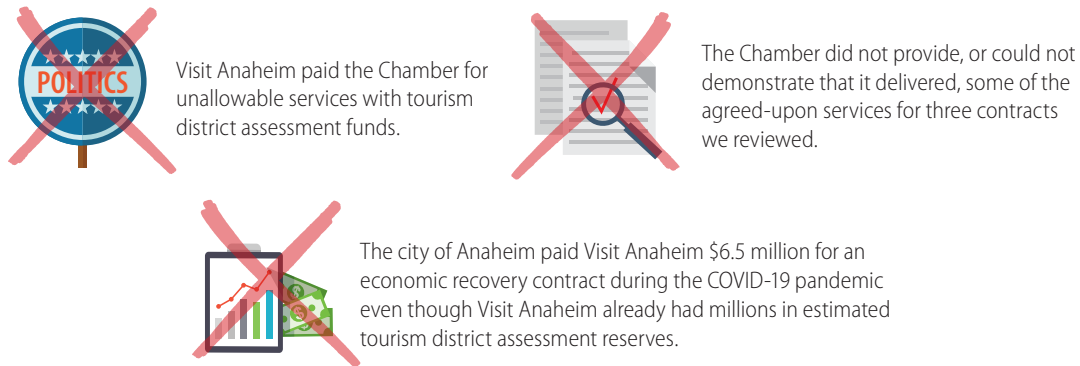 POLITICS
Visit Anaheim paid the Chamber for
unallowable services with tourism
district assessment funds.
The Chamber did not provide, or could not
demonstrate that it delivered, some of the
agreed-upon services for three contracts
we reviewed.
The city of Anaheim paid Visit Anaheim $6.5 million for an
economic recovery contract during the COVID-19 pandemic
even though Visit Anaheim already had millions in estimated
tourism district assessment reserves.